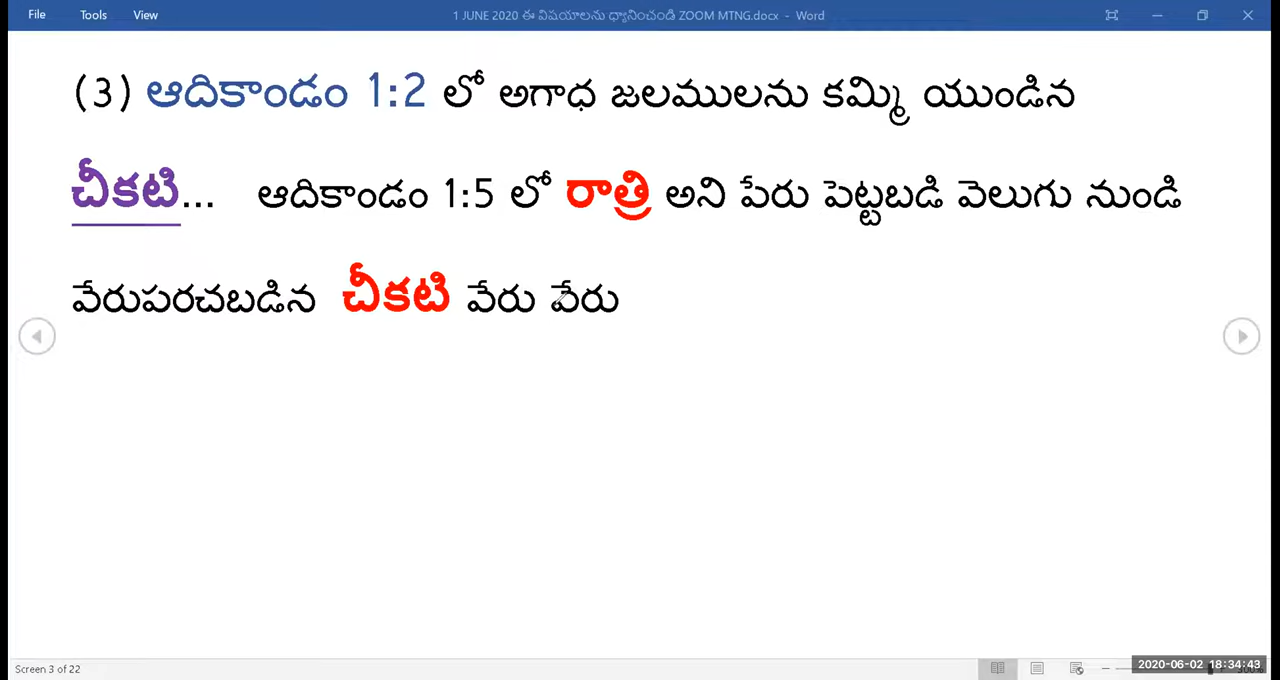 File Tools View 1 JUNE 2020 ఈ విషయాలను ధ్యానించండి ZOOM MTNG.docx - Word
(3) ఆదికాండం 1:2 లో అగాధ జలములను కమ్మి యుండిన
చీకటి... ఆదికాండం 1:5 లో రాత్రి అని పేరు పెట్టబడి వెలుగు నుండి
వేరుపరచబడిన చీకటి వేరు వేరు
Screen 3 of 22
2020-06-02 18:34:43